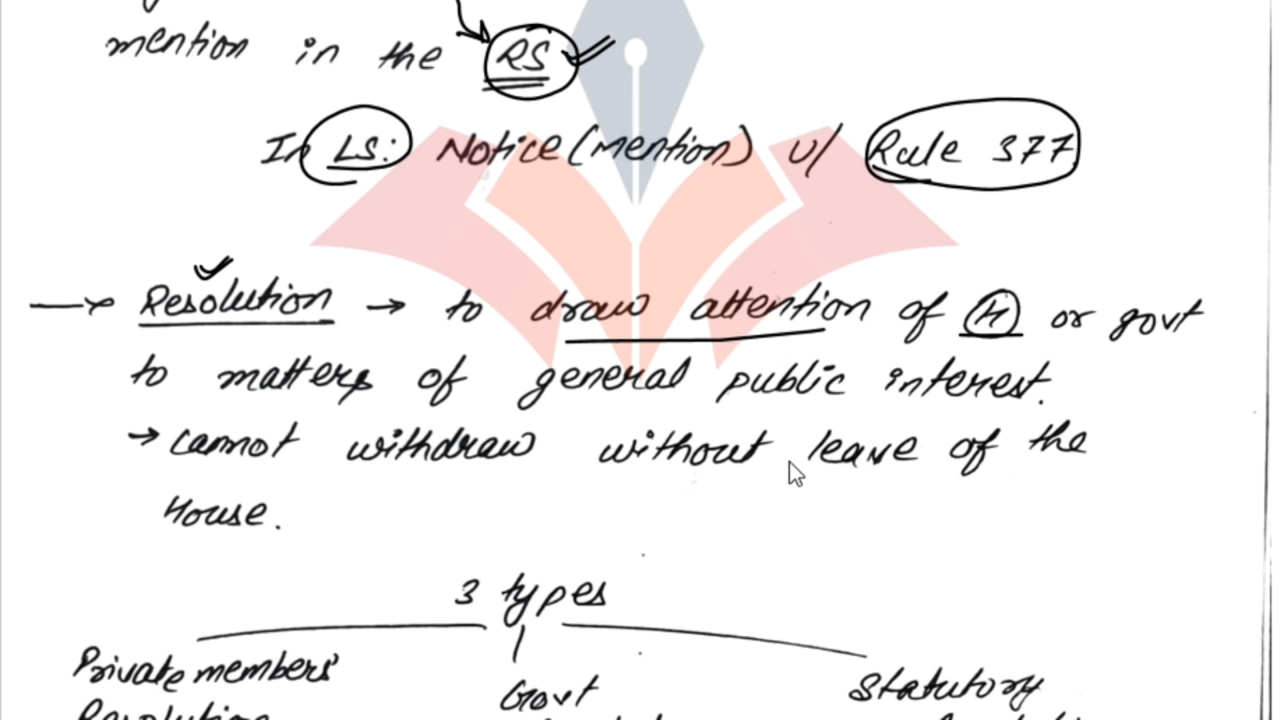 mention in the RS
In LS: Notice (mention) u/ Rule 377
Resolution → to draw attention of (H) or govt
to matters of general public interest.
→ cannot withdraw without leave of the
House.
3 types
Private members'
Govt
Statutory
Resolution